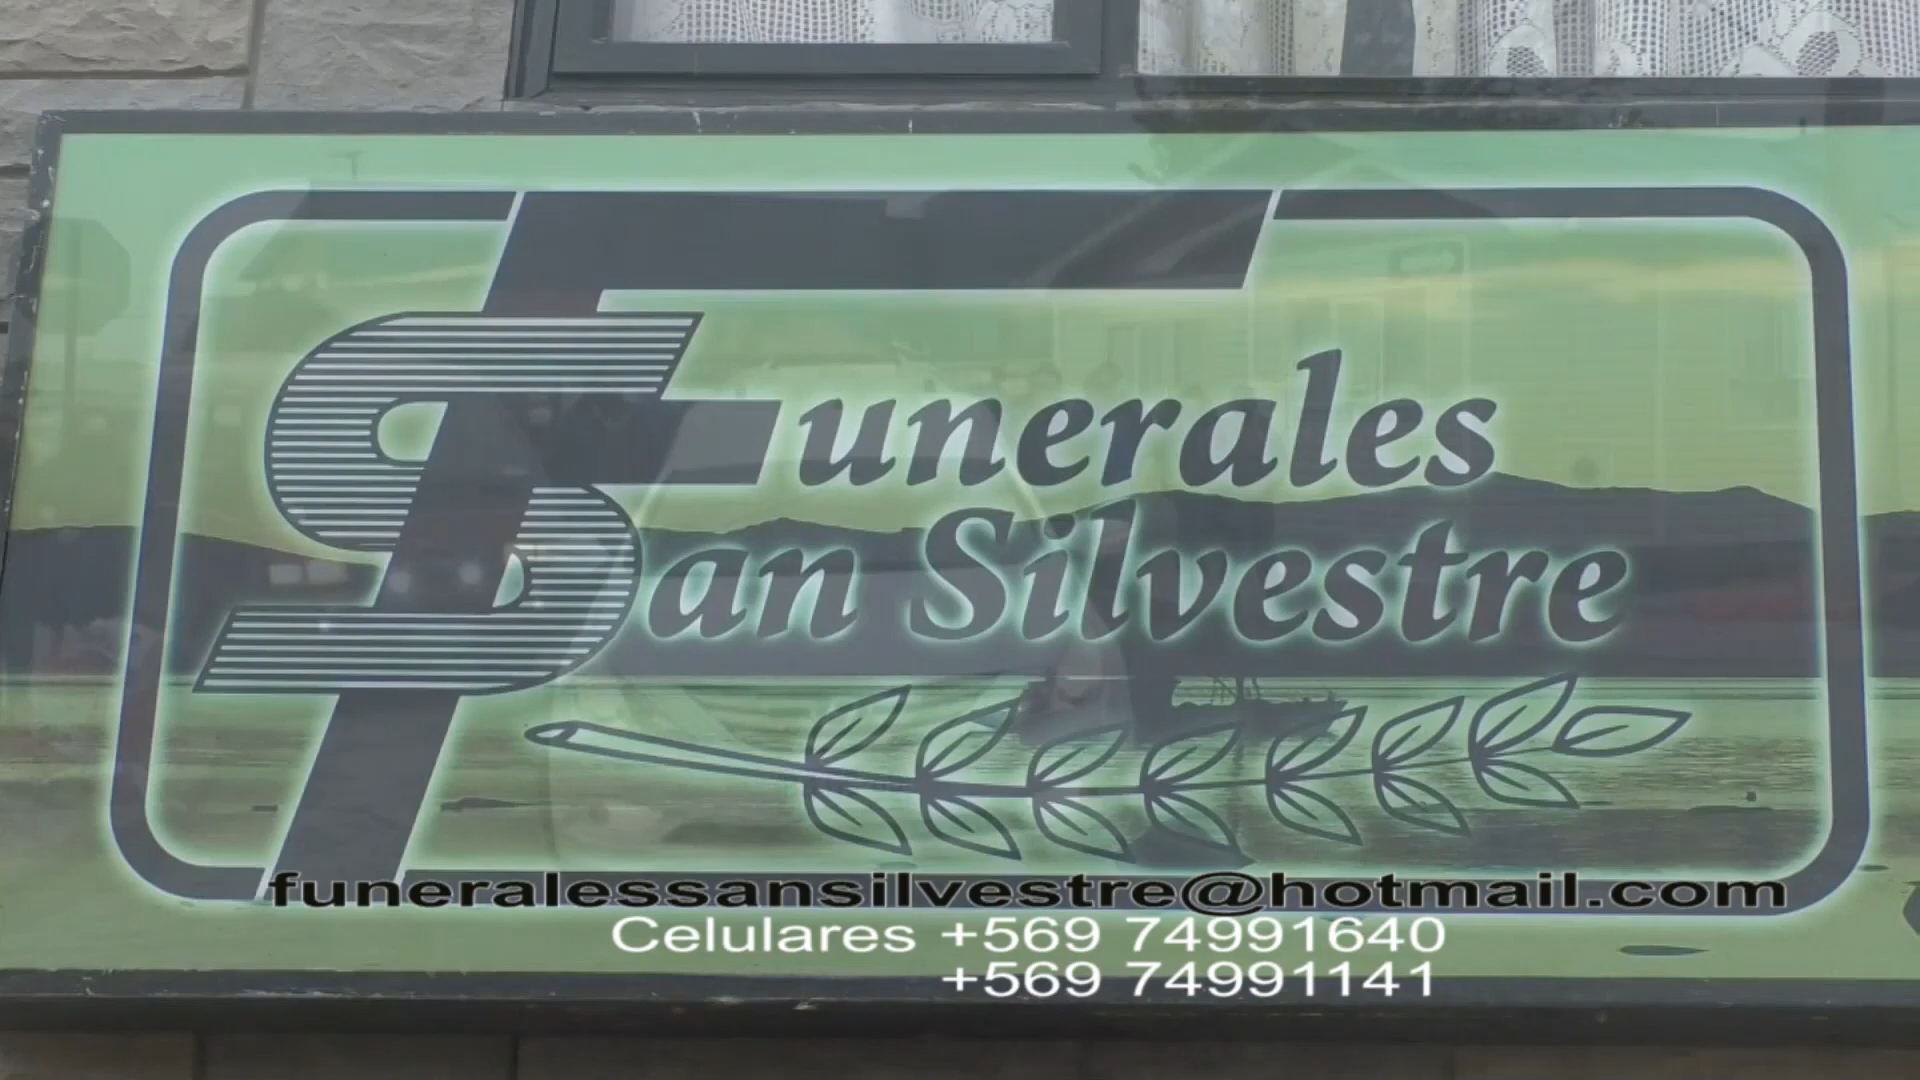 Funerales
San Silvestre
funeralessansilvestre@hotmail.com
Celulares +569 74991640
+569 74991141